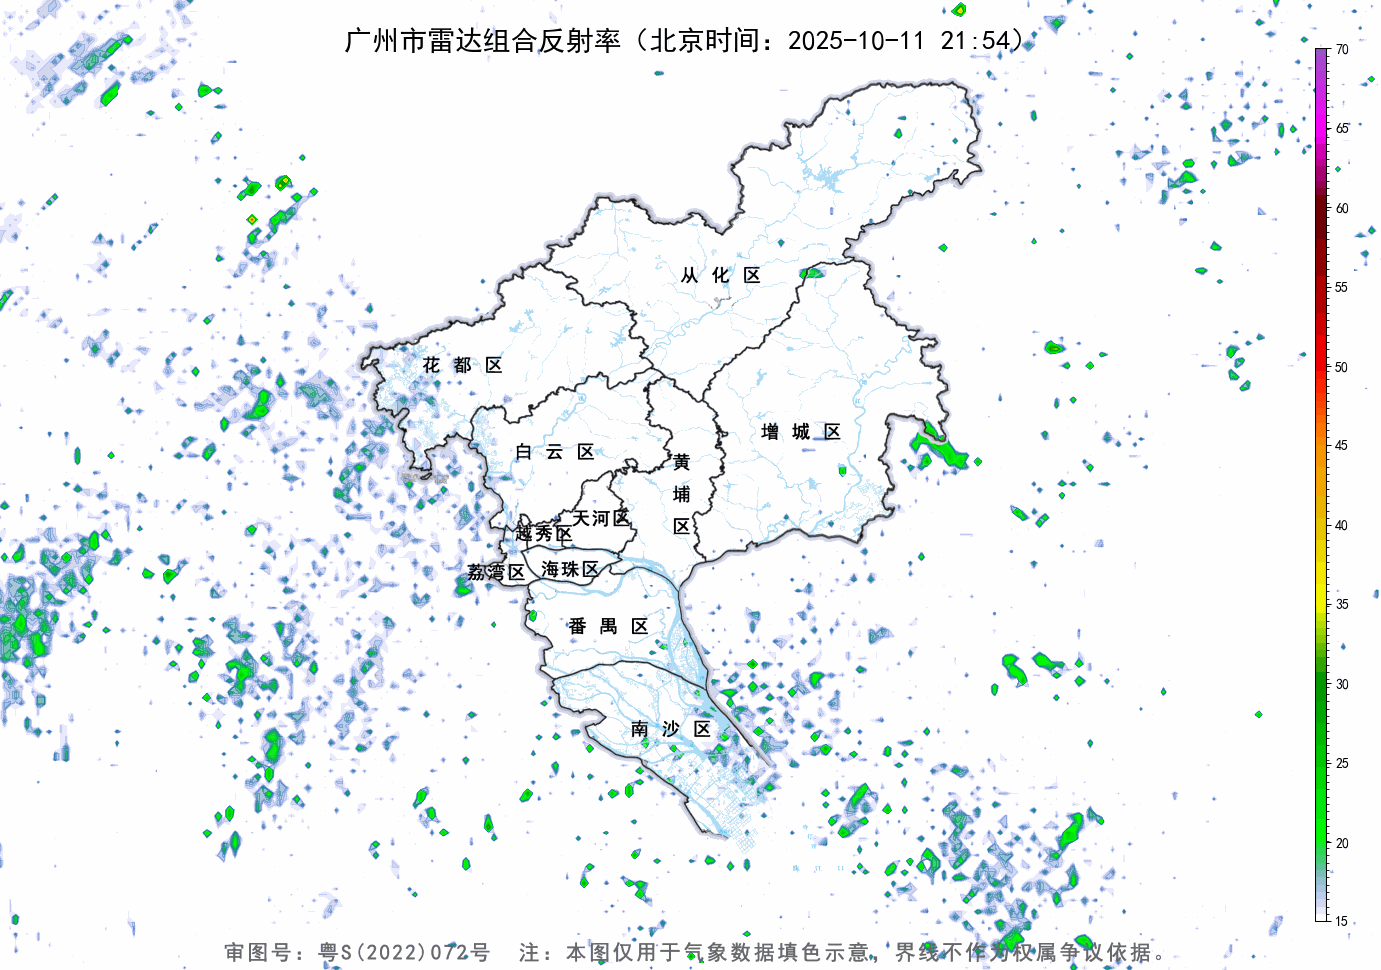 广州市雷达组合反射率（北京时间：2025-10-11 21:54）
70
65
60
55
50
45
40
35
30
25
20
15
从化区
花都区
增城区
白云区
黄埔区
天河区
越秀区
荔湾区
海珠区
番禺区
南沙区
审图号：粤S(2022)072号 注：本图仅用于气象数据填色示意，界线不作为权属争议依据。